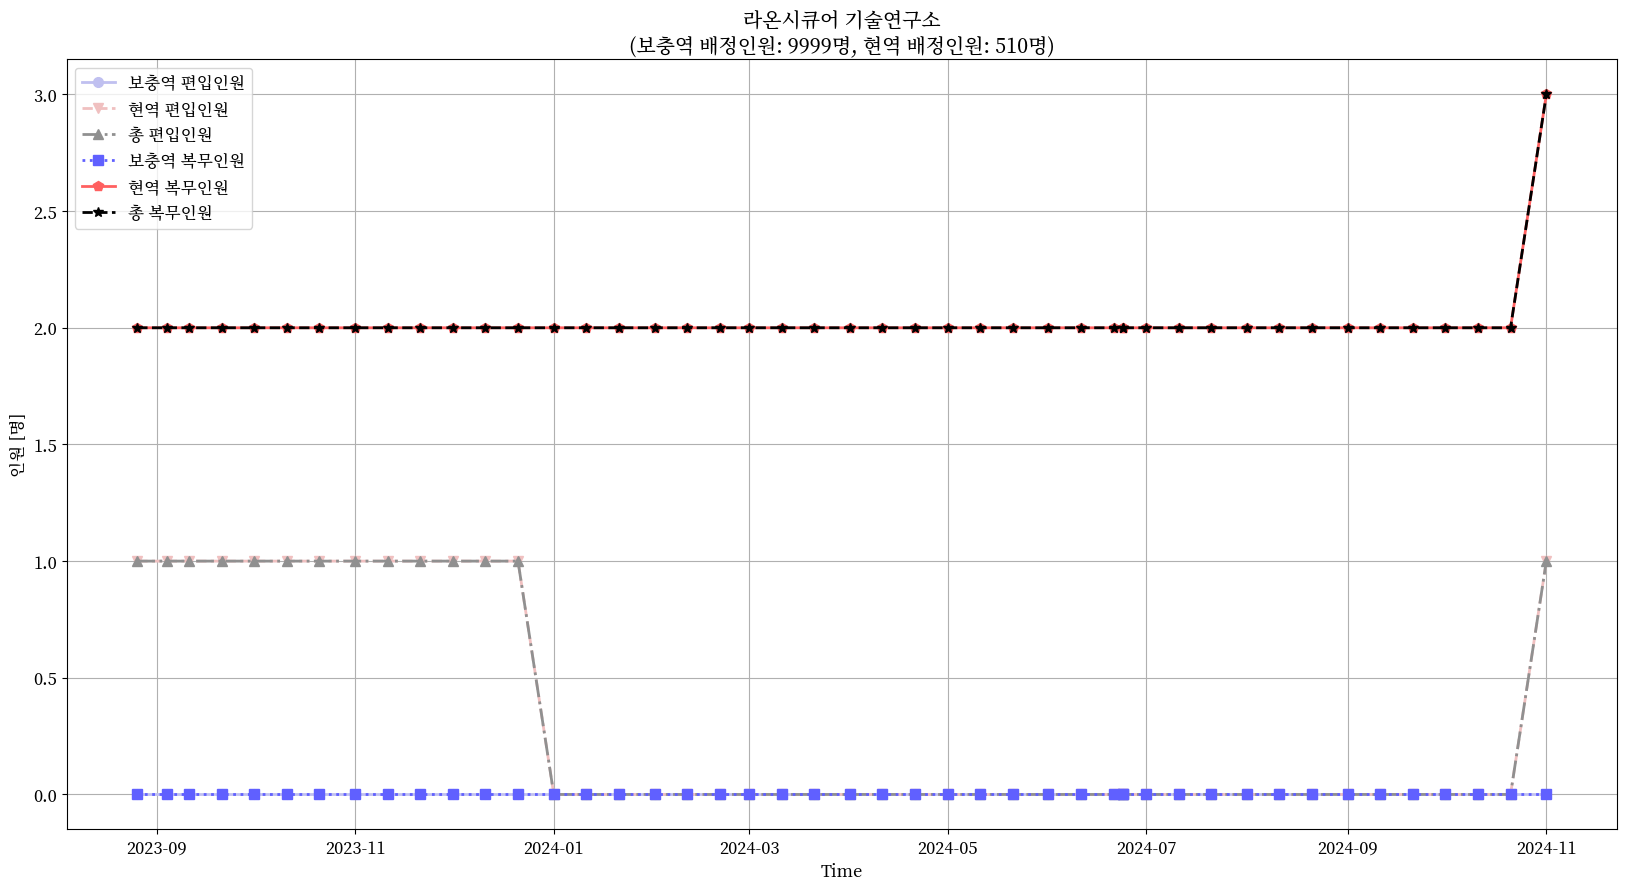 라온시큐어 기술연구소
(보충역 배정인원: 9999명, 현역 배정인원: 510명)
보충역 편입인원
현역 편입인원
총 편입인원
보충역 복무인원
현역 복무인원
총 복무인원
인원 [명]
3.0
2.5
2.0
1.5
1.0
0.5
0.0
2023-09
2023-11
2024-01
2024-03
2024-05
2024-07
2024-09
2024-11
Time